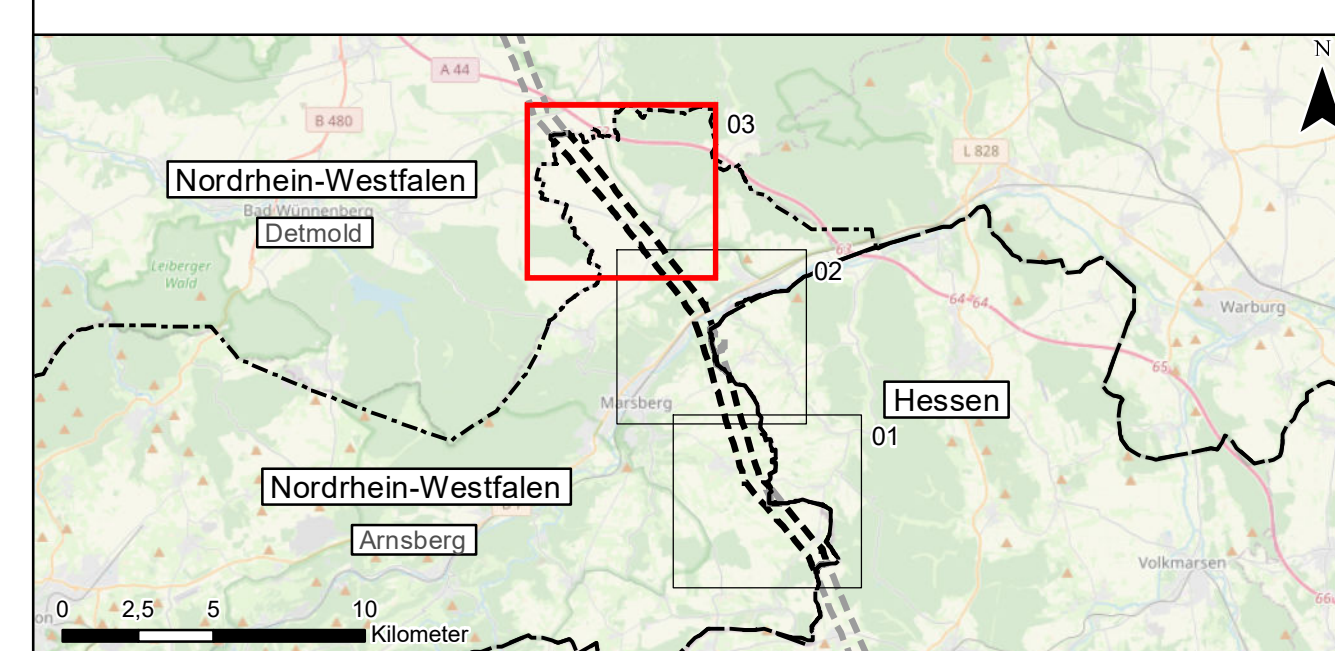 N
A 44
B 480
03
L 828
Nordrhein-Westfalen
Bad Wünnenberg
Detmold
63
02
Leiberger
Wald
64-64
Warburg
65
Marsberg
Hessen
01
Nordrhein-Westfalen
Arnsberg
Volkmarsen
66
0 2,5 5 10
Kilometer